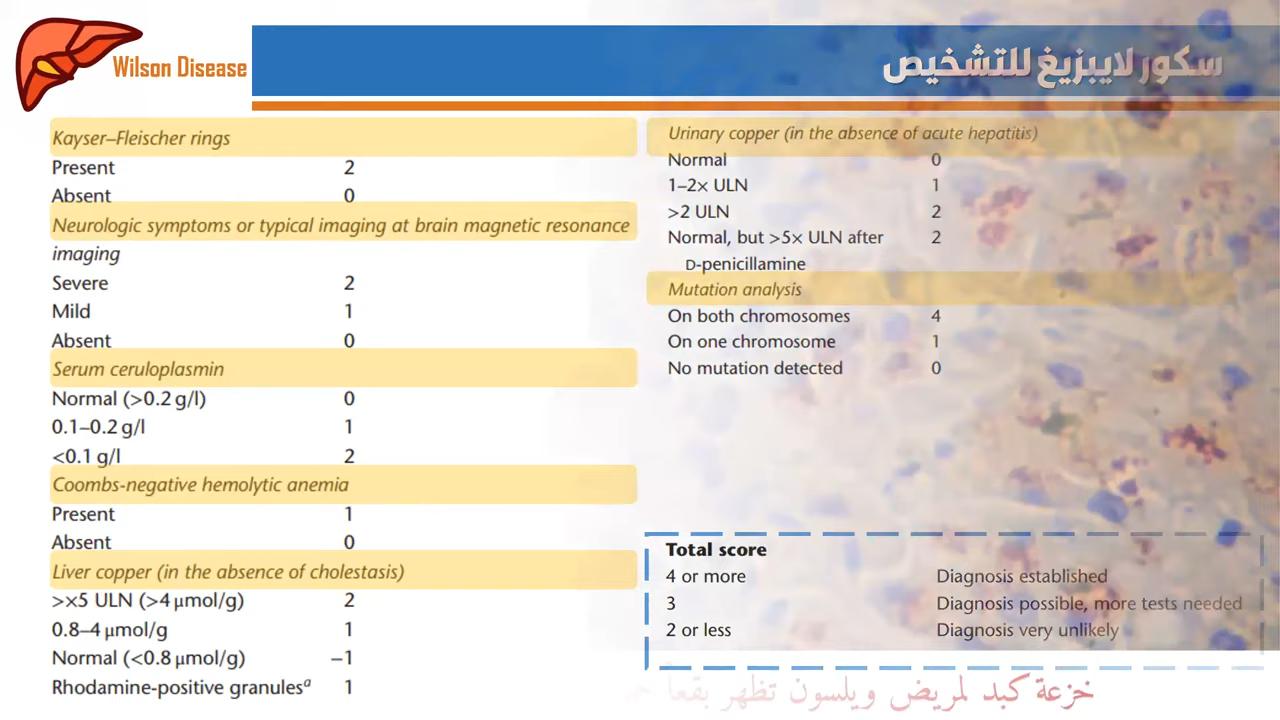 Wilson Disease
سكور لايبزيغ للتشخيص
Kayser–Fleischer rings
Present 2
Absent 0
Neurologic symptoms or typical imaging at brain magnetic resonance
imaging
Severe 2
Mild 1
Absent 0
Serum ceruloplasmin
Normal (>0.2 g/l) 0
0.1–0.2 g/l 1
<0.1 g/l 2
Coombs-negative hemolytic anemia
Present 1
Absent 0
Liver copper (in the absence of cholestasis)
>×5 ULN (>4 μmol/g) 2
0.8–4 μmol/g 1
Normal (<0.8 μmol/g) −1
Rhodamine-positive granulesᵃ 1
Urinary copper (in the absence of acute hepatitis)
Normal 0
1–2× ULN 1
>2 ULN 2
Normal, but >5× ULN after 2
D-penicillamine
Mutation analysis
On both chromosomes 4
On one chromosome 1
No mutation detected 0
Total score
4 or more Diagnosis established
3 Diagnosis possible, more tests needed
2 or less Diagnosis very unlikely
خزعة كبد لمريض ويلسون تظهر بقعا